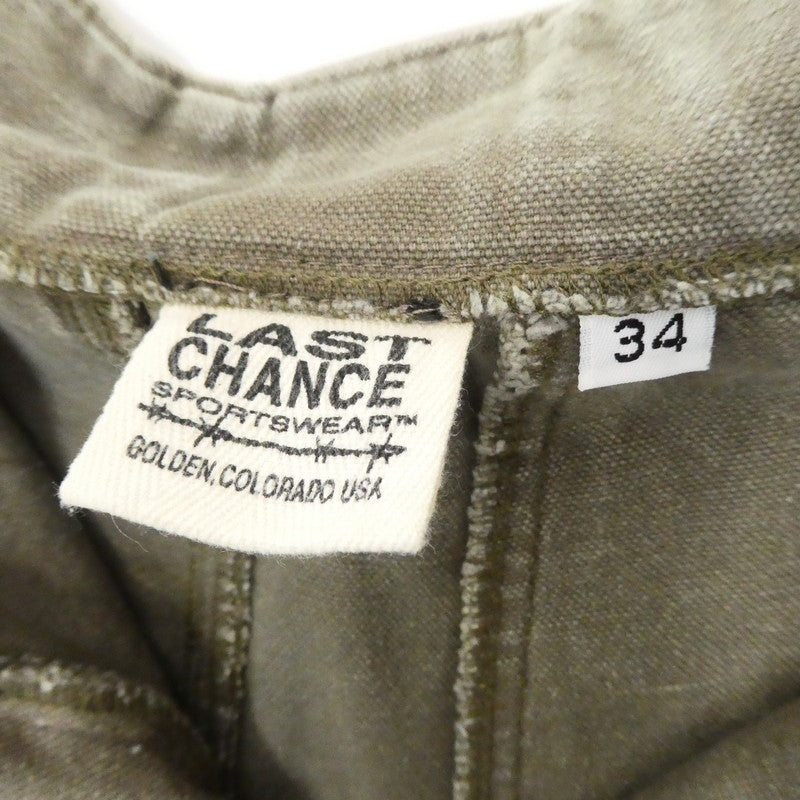 LAST
CHANCE
SPORTSWEAR™
GOLDEN, COLORADO USA
34